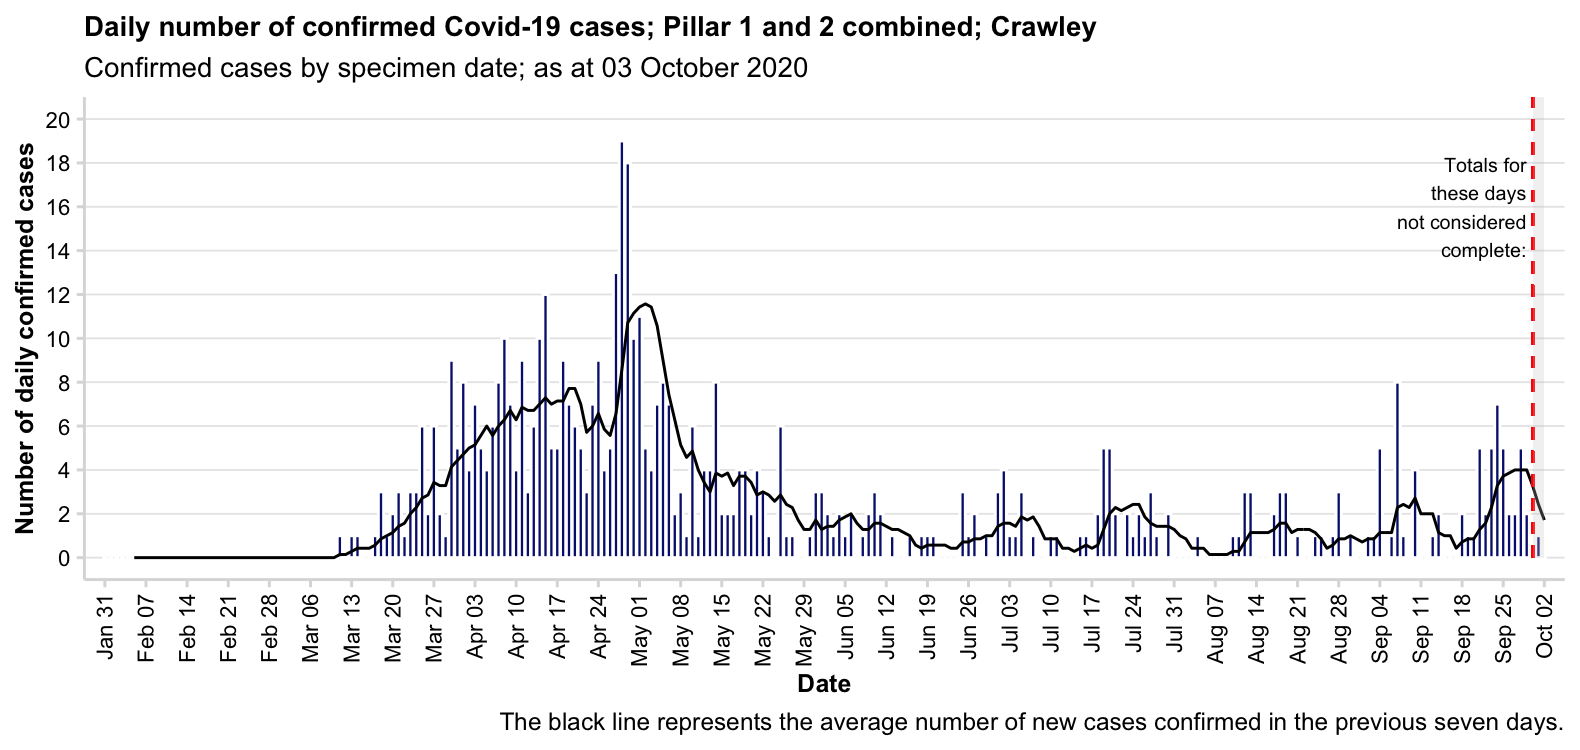 Daily number of confirmed Covid-19 cases; Pillar 1 and 2 combined; Crawley
Confirmed cases by specimen date; as at 03 October 2020
Number of daily confirmed cases
20
18
16
14
12
10
8
6
4
2
0
Totals for
these days
not considered
complete:
Jan 31
Feb 07
Feb 14
Feb 21
Feb 28
Mar 06
Mar 13
Mar 20
Mar 27
Apr 03
Apr 10
Apr 17
Apr 24
May 01
May 08
May 15
May 22
May 29
Jun 05
Jun 12
Jun 19
Jun 26
Jul 03
Jul 10
Jul 17
Jul 24
Jul 31
Aug 07
Aug 14
Aug 21
Aug 28
Sep 04
Sep 11
Sep 18
Sep 25
Oct 02
Date
The black line represents the average number of new cases confirmed in the previous seven days.